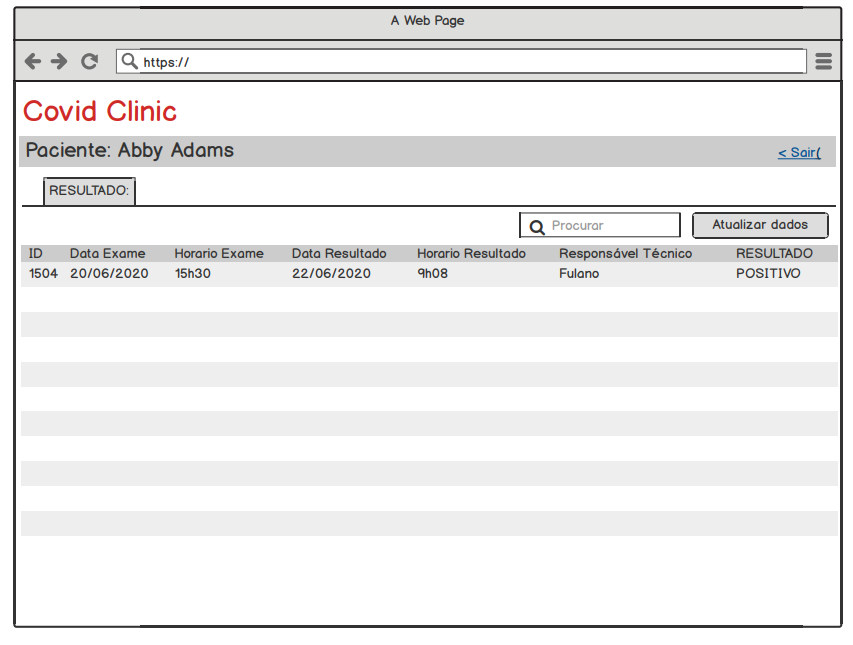 A Web Page
https://
Covid Clinic
Paciente: Abby Adams
< Sair(
RESULTADO:
Procurar
Atualizar dados
ID Data Exame Horario Exame Data Resultado Horario Resultado Responsável Técnico RESULTADO
1504 20/06/2020 15h30 22/06/2020 9h08 Fulano POSITIVO